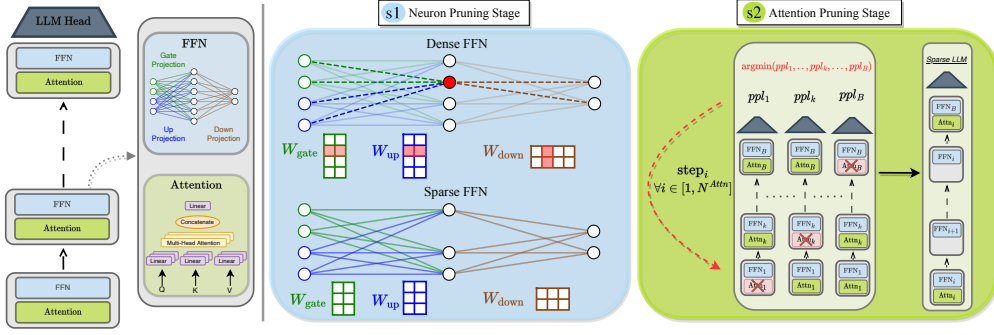 LLM Head
FFN
Attention
FFN
Attention
FFN
Attention
FFN
Gate
Projection
Up
Projection
Down
Projection
Attention
Linear
Concatenate
Multi-Head Attention
Linear
Linear
Linear
Q
K
V
s1 Neuron Pruning Stage
Dense FFN
W_gate
W_up
W_down
Sparse FFN
W_gate
W_up
W_down
s2 Attention Pruning Stage
argmin(ppl_1, . . , ppl_k, . . . , ppl_B)
ppl_1 ppl_k ppl_B
FFN_B FFN_B FFN_B
Attn_B Attn_B Attn_B
step_i
∀i ∈ [1, N^Attn]
FFN_k FFN_k FFN_k
Attn_k Attn_k Attn_k
FFN_1 FFN_1 FFN_1
Attn_1 Attn_1 Attn_1
Sparse LLM
FFN_B
Attn_i
FFN_i
FFN_i+1
FFN_i
Attn_i